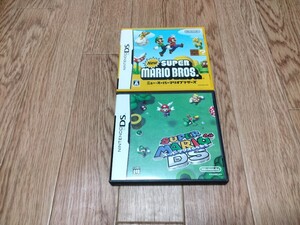 NINTENDO DS
Nintendo
New
SUPER
MARIO BROS.
ニュー・スーパーマリオブラザーズ
A
NINTENDO DS
SUPER
MARIO 64
DS
Nintendo